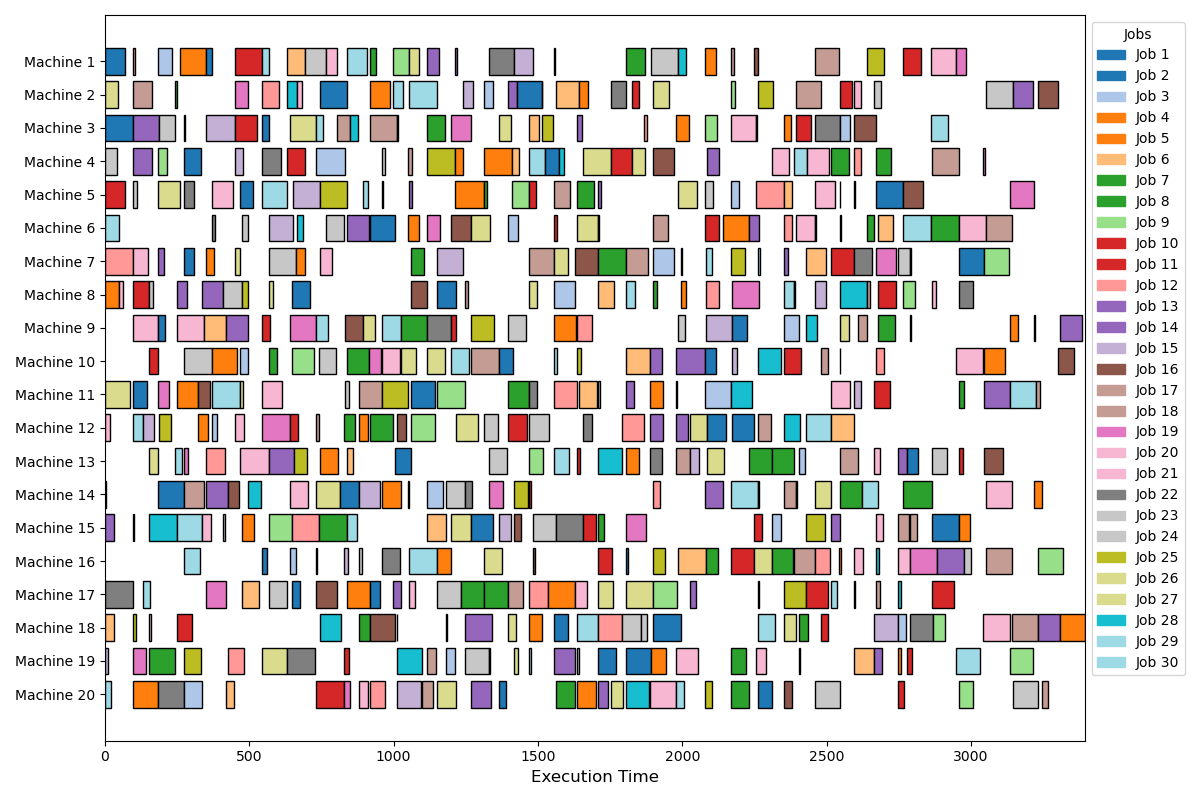 Machine 1
Machine 2
Machine 3
Machine 4
Machine 5
Machine 6
Machine 7
Machine 8
Machine 9
Machine 10
Machine 11
Machine 12
Machine 13
Machine 14
Machine 15
Machine 16
Machine 17
Machine 18
Machine 19
Machine 20
0 500 1000 1500 2000 2500 3000
Execution Time
Jobs
Job 1
Job 2
Job 3
Job 4
Job 5
Job 6
Job 7
Job 8
Job 9
Job 10
Job 11
Job 12
Job 13
Job 14
Job 15
Job 16
Job 17
Job 18
Job 19
Job 20
Job 21
Job 22
Job 23
Job 24
Job 25
Job 26
Job 27
Job 28
Job 29
Job 30